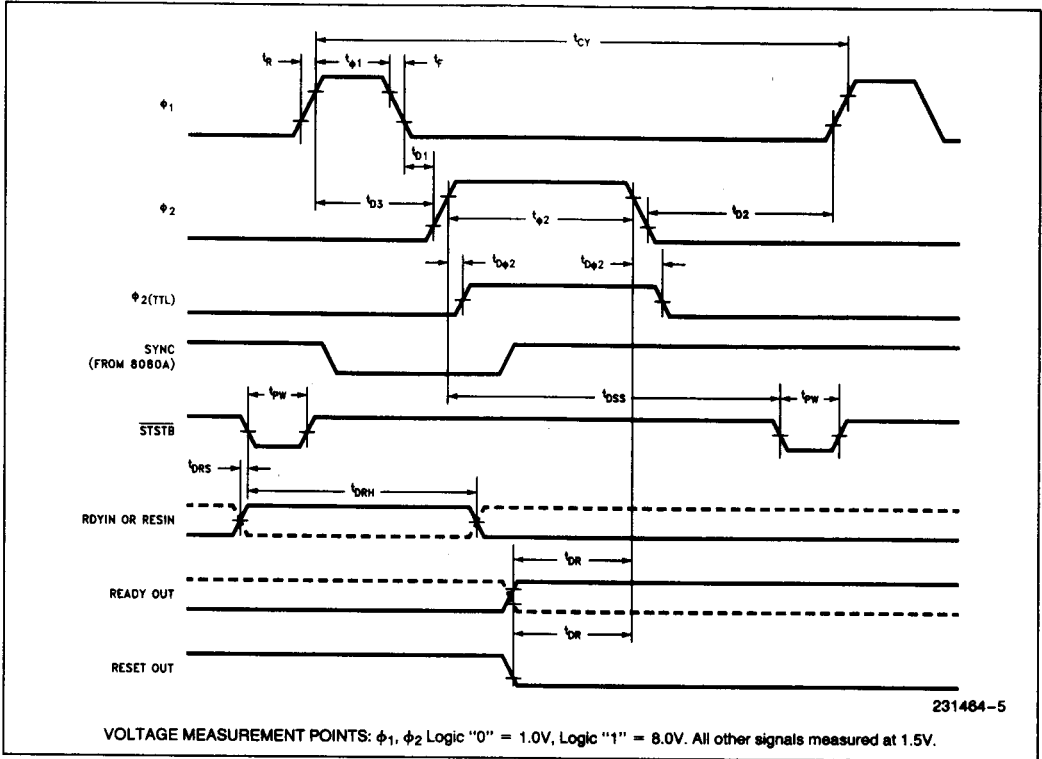 tCY
tR tϕ1 tF
ϕ1
tD1
tD3 tD2
ϕ2 tϕ2
tDϕ2 tDϕ2
ϕ2(TTL)
SYNC
(FROM 8080A)
tPW tDSS tPW
STSTB
tDRS
tDRH
RDYIN OR RESIN
tDR
READY OUT
tDR
RESET OUT
231464-5
VOLTAGE MEASUREMENT POINTS: ϕ1, ϕ2 Logic "0" = 1.0V, Logic "1" = 8.0V. All other signals measured at 1.5V.